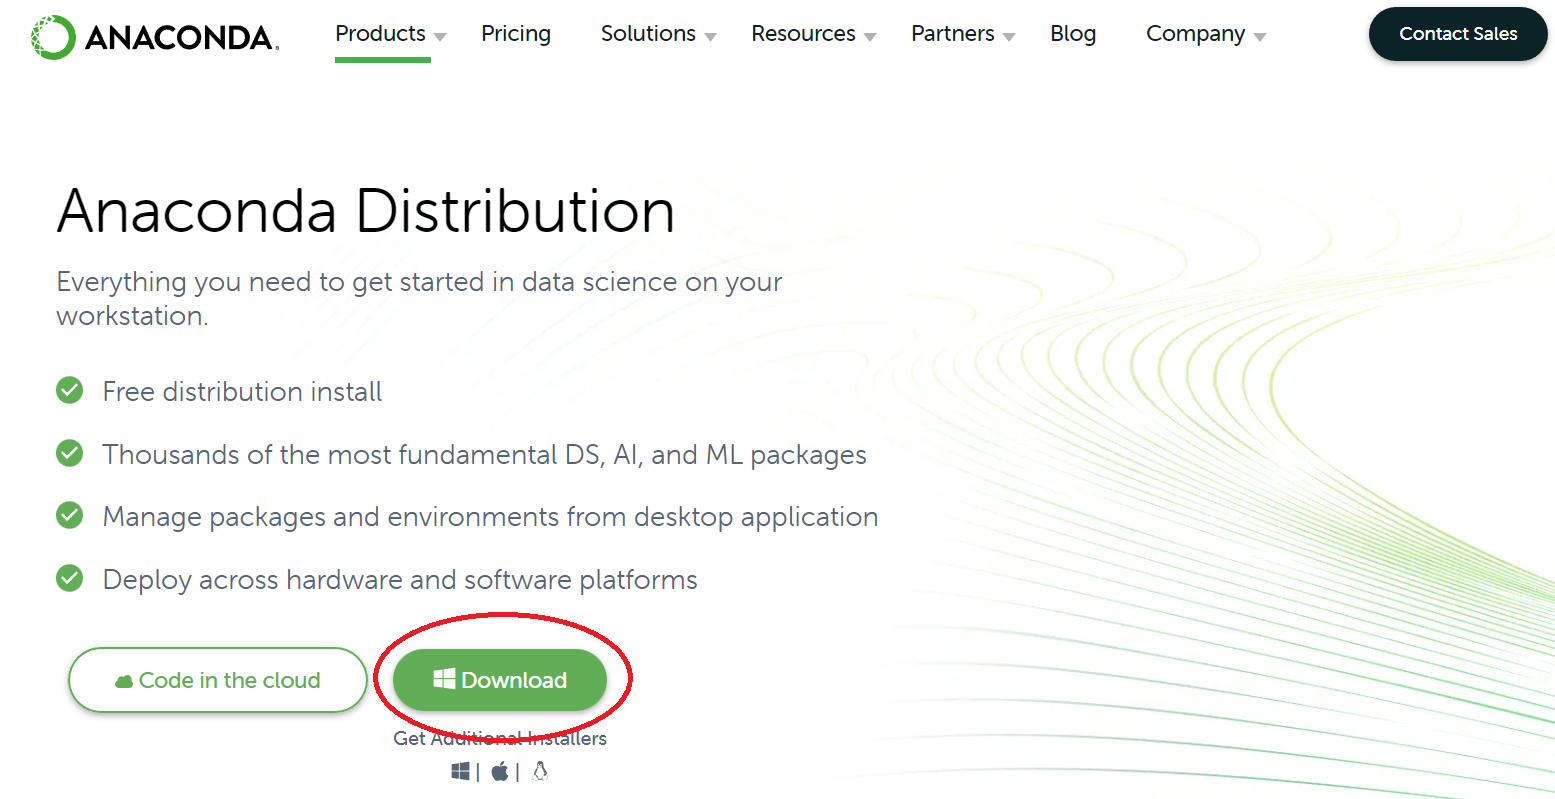 ANACONDA.
Products Pricing Solutions Resources Partners Blog Company Contact Sales
Anaconda Distribution
Everything you need to get started in data science on your
workstation.
Free distribution install
Thousands of the most fundamental DS, AI, and ML packages
Manage packages and environments from desktop application
Deploy across hardware and software platforms
Code in the cloud Download
Get Additional Installers
| |